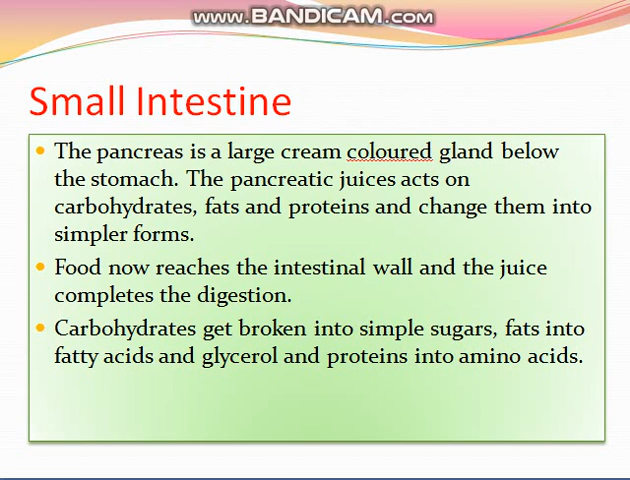 www.BANDICAM.com
Small Intestine
The pancreas is a large cream coloured gland below
the stomach. The pancreatic juices acts on
carbohydrates, fats and proteins and change them into
simpler forms.
Food now reaches the intestinal wall and the juice
completes the digestion.
Carbohydrates get broken into simple sugars, fats into
fatty acids and glycerol and proteins into amino acids.